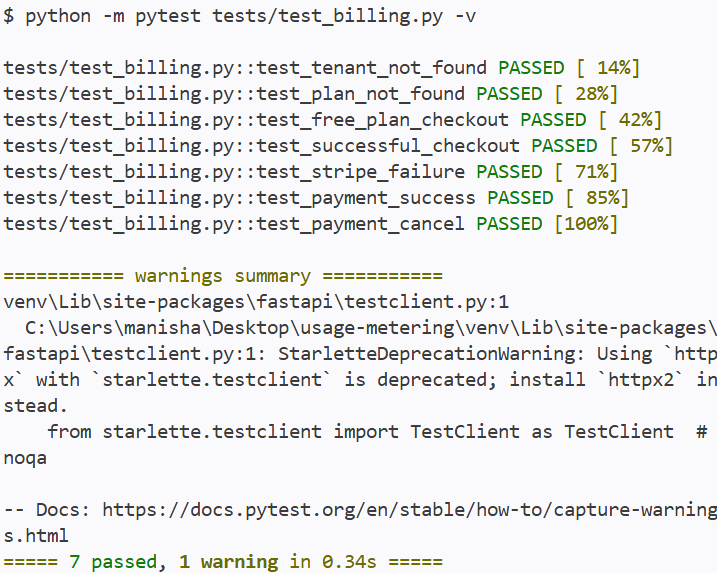 $ python -m pytest tests/test_billing.py -v
tests/test_billing.py::test_tenant_not_found PASSED [ 14%]
tests/test_billing.py::test_plan_not_found PASSED [ 28%]
tests/test_billing.py::test_free_plan_checkout PASSED [ 42%]
tests/test_billing.py::test_successful_checkout PASSED [ 57%]
tests/test_billing.py::test_stripe_failure PASSED [ 71%]
tests/test_billing.py::test_payment_success PASSED [ 85%]
tests/test_billing.py::test_payment_cancel PASSED [100%]
=========== warnings summary ===========
venv\Lib\site-packages\fastapi\testclient.py:1
  C:\Users\manisha\Desktop\usage-metering\venv\Lib\site-packages\
fastapi\testclient.py:1: StarletteDeprecationWarning: Using `http
x` with `starlette.testclient` is deprecated; install `httpx2` in
stead.
    from starlette.testclient import TestClient as TestClient  #
noqa
-- Docs: https://docs.pytest.org/en/stable/how-to/capture-warning
s.html
===== 7 passed, 1 warning in 0.34s =====